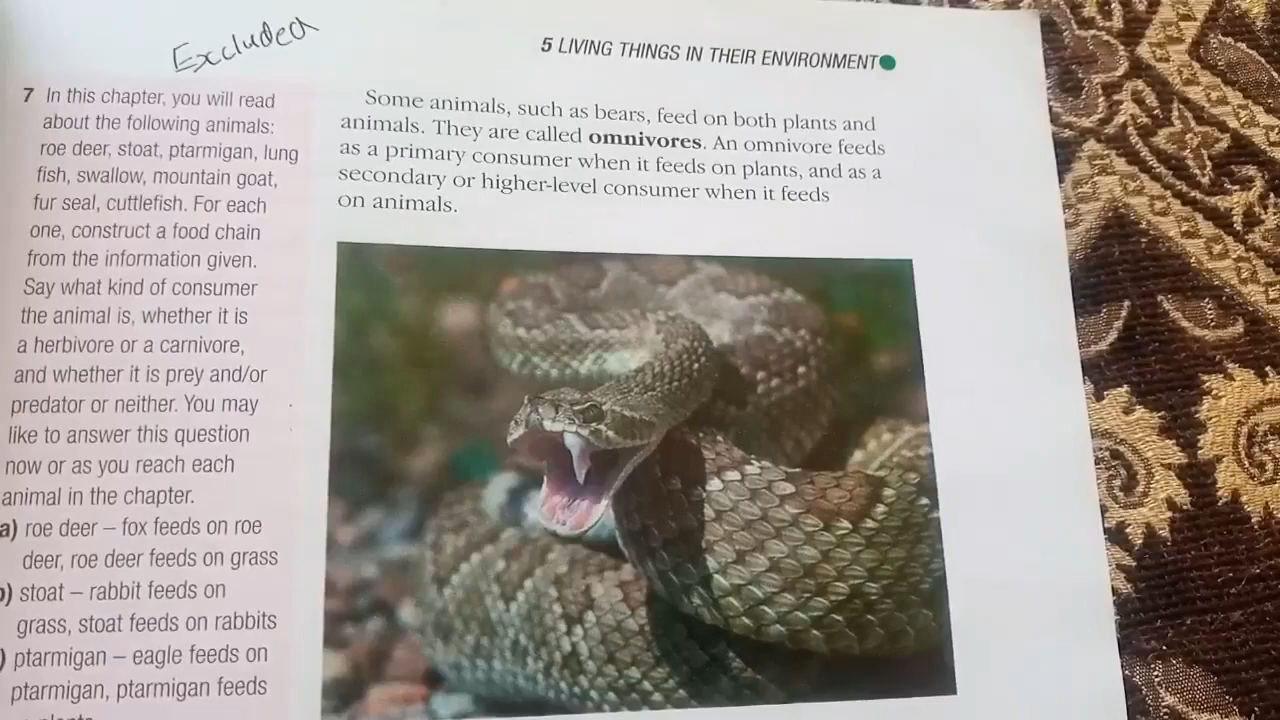 Excluded
5 LIVING THINGS IN THEIR ENVIRONMENT
7 In this chapter, you will read
about the following animals:
roe deer, stoat, ptarmigan, lung
fish, swallow, mountain goat,
fur seal, cuttlefish. For each
one, construct a food chain
from the information given.
Say what kind of consumer
the animal is, whether it is
a herbivore or a carnivore,
and whether it is prey and/or
predator or neither. You may
like to answer this question
now or as you reach each
animal in the chapter.
a) roe deer – fox feeds on roe
deer, roe deer feeds on grass
) stoat – rabbit feeds on
grass, stoat feeds on rabbits
) ptarmigan – eagle feeds on
ptarmigan, ptarmigan feeds
Some animals, such as bears, feed on both plants and
animals. They are called omnivores. An omnivore feeds
as a primary consumer when it feeds on plants, and as a
secondary or higher-level consumer when it feeds
on animals.